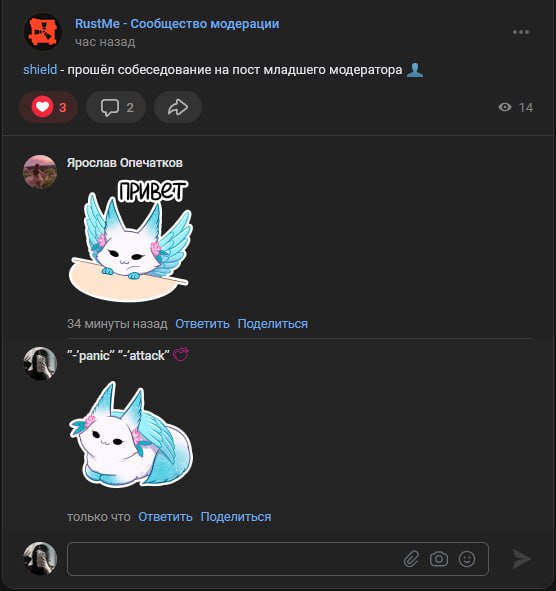 RustMe - Сообщество модерации
час назад
shield - прошёл собеседование на пост младшего модератора
3
2
14
Ярослав Опечатков
ПРИВЕТ
34 минуты назад Ответить Поделиться
"-'panic" "-'attack"
только что Ответить Поделиться